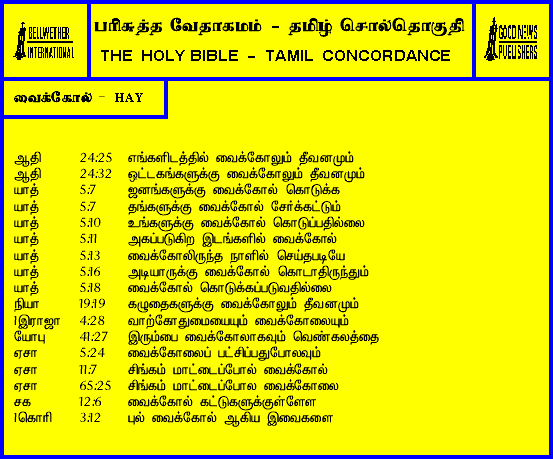 BELLWETHER
INTERNATIONAL
பரிசுத்த வேதாகமம் - தமிழ் சொல்தொகுதி
THE HOLY BIBLE - TAMIL CONCORDANCE
GOOD NEWS
PUBLISHERS
வைக்கோல் - HAY
ஆதி 24:25 எங்களிடத்தில் வைக்கோலும் தீவனமும்
ஆதி 24:32 ஒட்டகங்களுக்கு வைக்கோலும் தீவனமும்
யாத் 5:7 ஜனங்களுக்கு வைக்கோல் கொடுக்க
யாத் 5:7 தங்களுக்கு வைக்கோல் சேர்க்கட்டும்
யாத் 5:10 உங்களுக்கு வைக்கோல் கொடுப்பதில்லை
யாத் 5:11 அகப்படுகிற இடங்களில் வைக்கோல்
யாத் 5:13 வைக்கோலிருந்த நாளில் செய்தபடியே
யாத் 5:16 அடியாருக்கு வைக்கோல் கொடாதிருந்தும்
யாத் 5:18 வைக்கோல் கொடுக்கப்படுவதில்லை
நியா 19:19 கழுதைகளுக்கு வைக்கோலும் தீவனமும்
1இராஜா 4:28 வாற்கோதுமையையும் வைக்கோலையும்
யோபு 41:27 இரும்பை வைக்கோலாகவும் வெண்கலத்தை
ஏசா 5:24 வைக்கோலைப் பட்சிப்பதுபோலவும்
ஏசா 11:7 சிங்கம் மாட்டைப்போல் வைக்கோல்
ஏசா 65:25 சிங்கம் மாட்டைப்போல வைக்கோலை
சக 12:6 வைக்கோல் கட்டுகளுக்குள்ளே
1கொரி 3:12 புல் வைக்கோல் ஆகிய இவைகளை